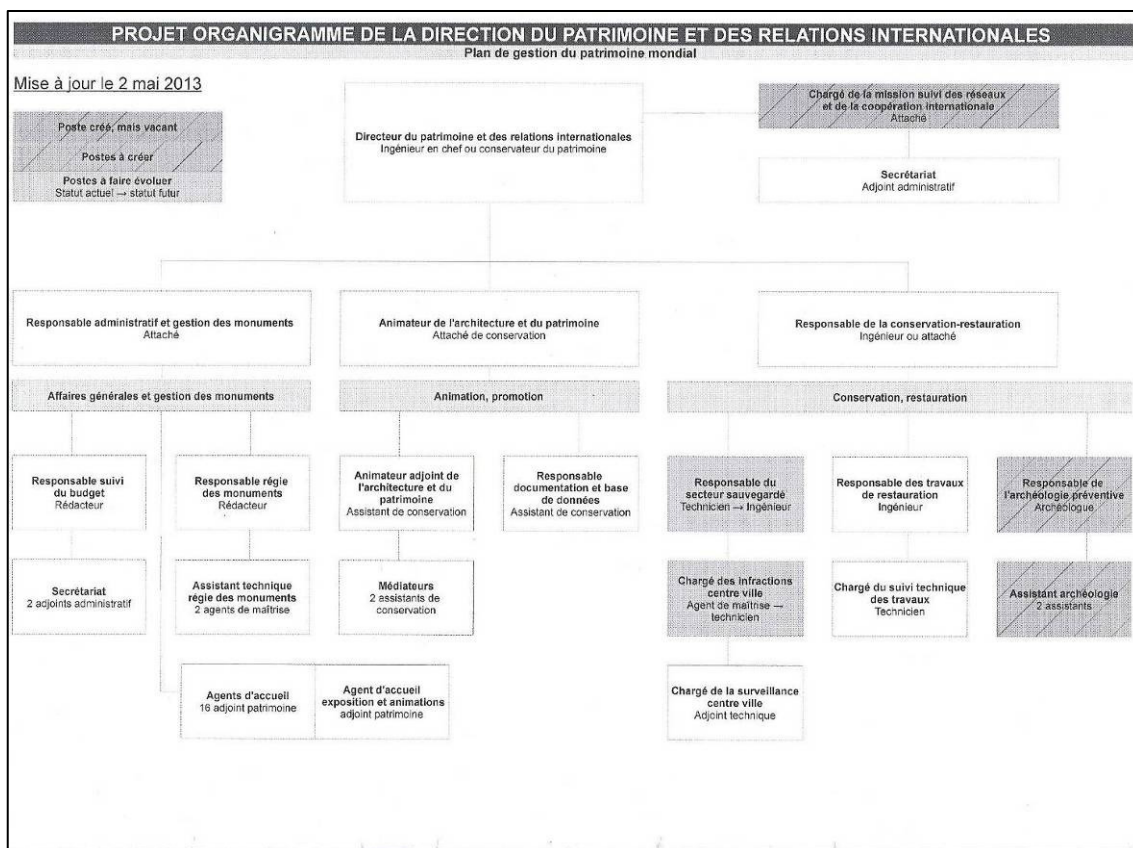 PROJET ORGANIGRAMME DE LA DIRECTION DU PATRIMOINE ET DES RELATIONS INTERNATIONALES
Plan de gestion du patrimoine mondial
Mise à jour le 2 mai 2013
Poste créé, mais vacant
Postes à créer
Postes à faire évoluer
Statut actuel → statut futur
Directeur du patrimoine et des relations internationales
Ingénieur en chef ou conservateur du patrimoine
Chargé de la mission suivi des réseaux
et de la coopération internationale
Attaché
Secrétariat
Adjoint administratif
Responsable administratif et gestion des monuments
Attaché
Animateur de l'architecture et du patrimoine
Attaché de conservation
Responsable de la conservation-restauration
Ingénieur ou attaché
Affaires générales et gestion des monuments
Animation, promotion
Conservation, restauration
Responsable suivi
du budget
Rédacteur
Responsable régie
des monuments
Rédacteur
Animateur adjoint de
l'architecture et du
patrimoine
Assistant de conservation
Responsable
documentation et base
de données
Assistant de conservation
Responsable du
secteur sauvegardé
Technicien → Ingénieur
Responsable des travaux
de restauration
Ingénieur
Responsable de
l'archéologie préventive
Archéologue
Secrétariat
2 adjoints administratif
Assistant technique
régie des monuments
2 agents de maîtrise
Médiateurs
2 assistants de
conservation
Chargé des infractions
centre ville
Agent de maîtrise →
technicien
Chargé du suivi technique
des travaux
Technicien
Assistant archéologie
2 assistants
Agents d'accueil
16 adjoint patrimoine
Agent d'accueil
exposition et animations
adjoint patrimoine
Chargé de la surveillance
centre ville
Adjoint technique